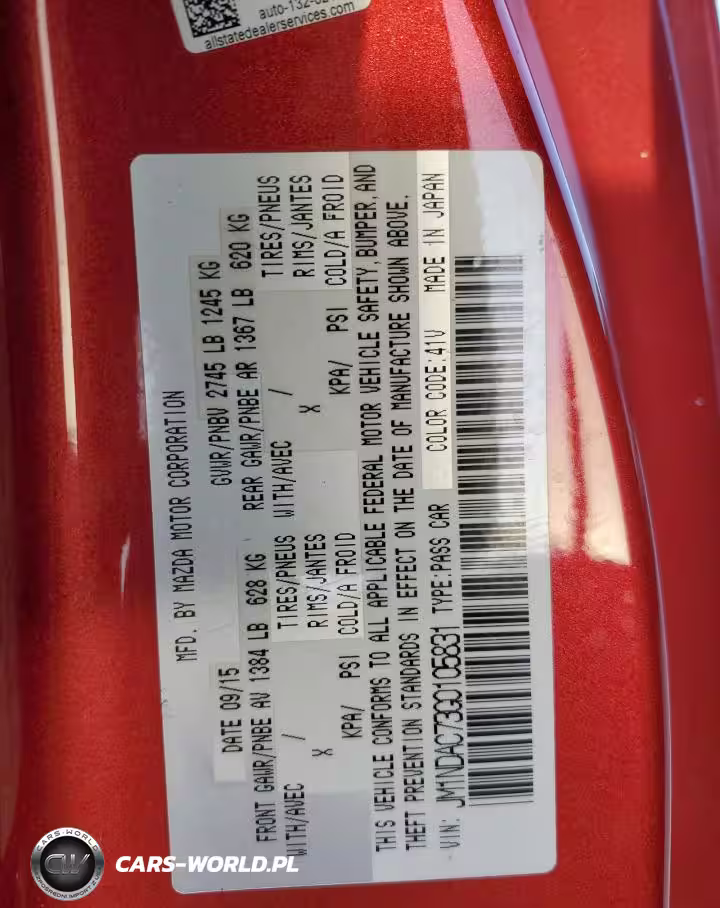 allstatedealerservices.com
MFD. BY MAZDA MOTOR CORPORATION
DATE 09/15 GVWR/PNBV 2745 LB 1245 KG
FRONT GAWR/PNBE AV 1384 LB 628 KG REAR GAWR/PNBE AR 1367 LB 620 KG
WITH/AVEC / TIRES/PNEUS WITH/AVEC / TIRES/PNEUS
X RIMS/JANTES X RIMS/JANTES
KPA/ PSI COLD/A FROID KPA/ PSI COLD/A FROID
THIS VEHICLE CONFORMS TO ALL APPLICABLE FEDERAL MOTOR VEHICLE SAFETY, BUMPER, AND
THEFT PREVENTION STANDARDS IN EFFECT ON THE DATE OF MANUFACTURE SHOWN ABOVE.
VIN: JM1NDAC73G0105831 TYPE:PASS CAR COLOR CODE:41V MADE IN JAPAN
CARS-WORLD
CW
CARS-WORLD.PL